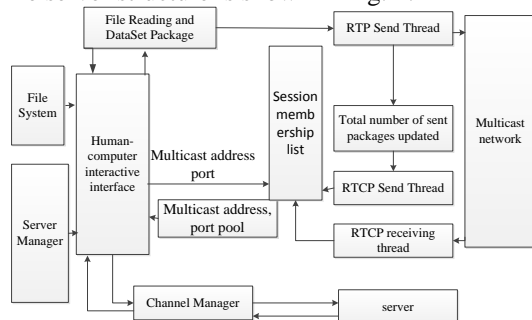 File Reading and
DataSet Package
RTP Send Thread
File
System
Human-
computer
interactive
interface
Session
memb
ership
list
Total number of sent
packages updated
Multicast
network
Multicast address
port
RTCP Send Thread
Server
Manager
Multicast address,
port pool
RTCP receiving
thread
Channel Manager
server